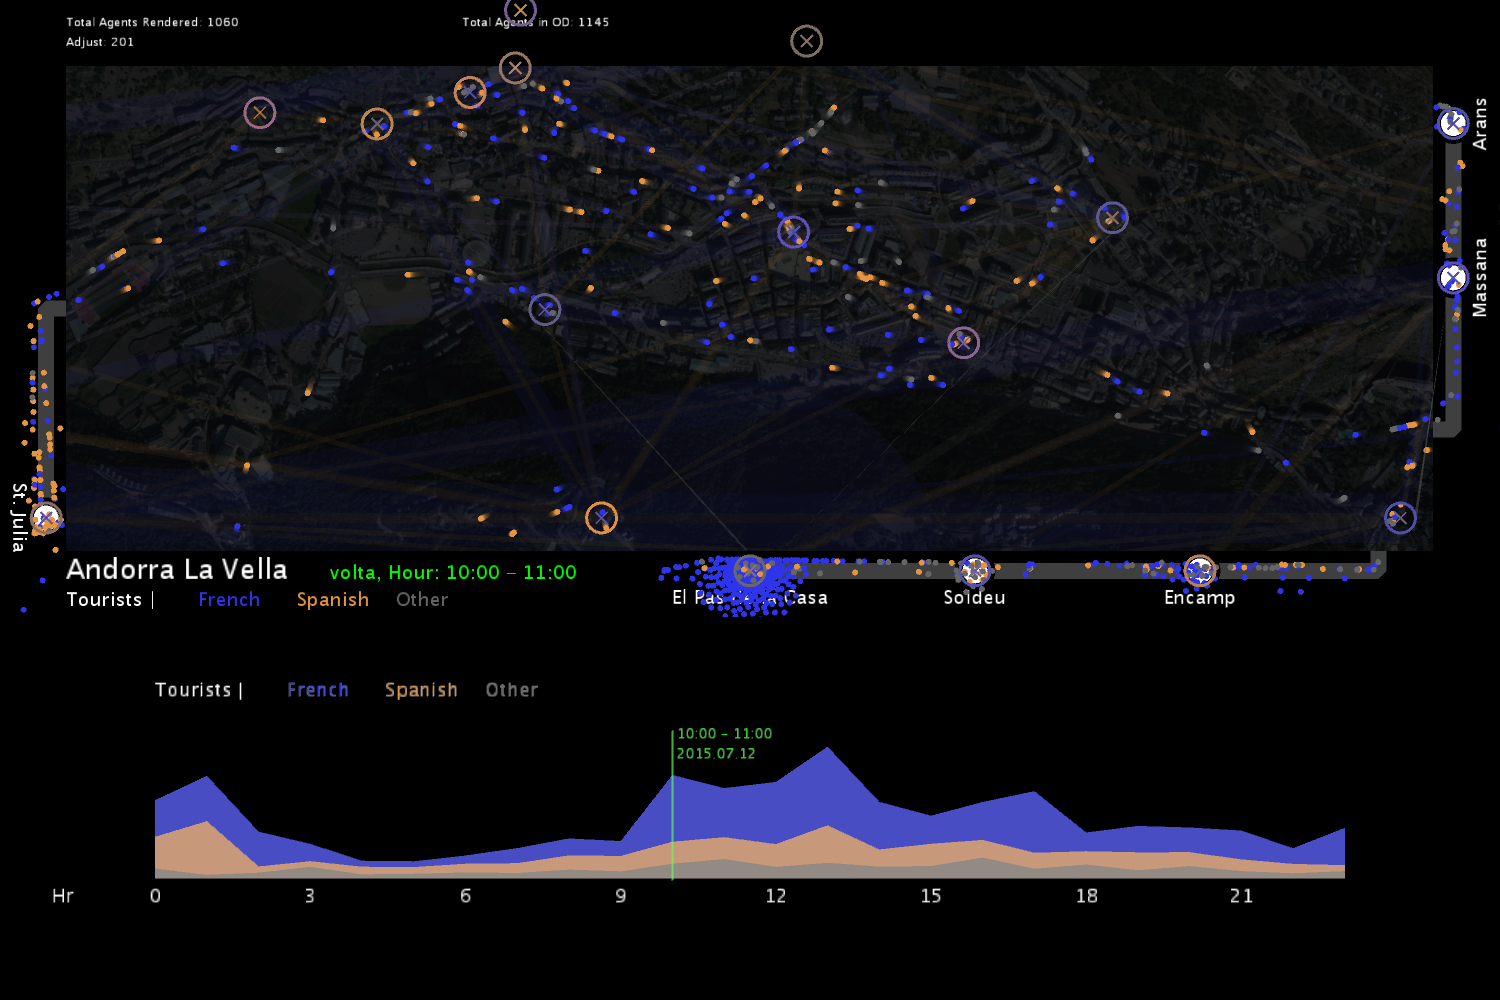 Total Agents Rendered: 1060
Total Agents in OD: 1145
Adjust: 201
Arans
Massana
St. Julia
Andorra La Vella
volta, Hour: 10:00 – 11:00
Tourists | French Spanish Other
El Pas Casa
Soldeu
Encamp
Tourists | French Spanish Other
10:00 – 11:00
2015.07.12
Hr 0 3 6 9 12 15 18 21